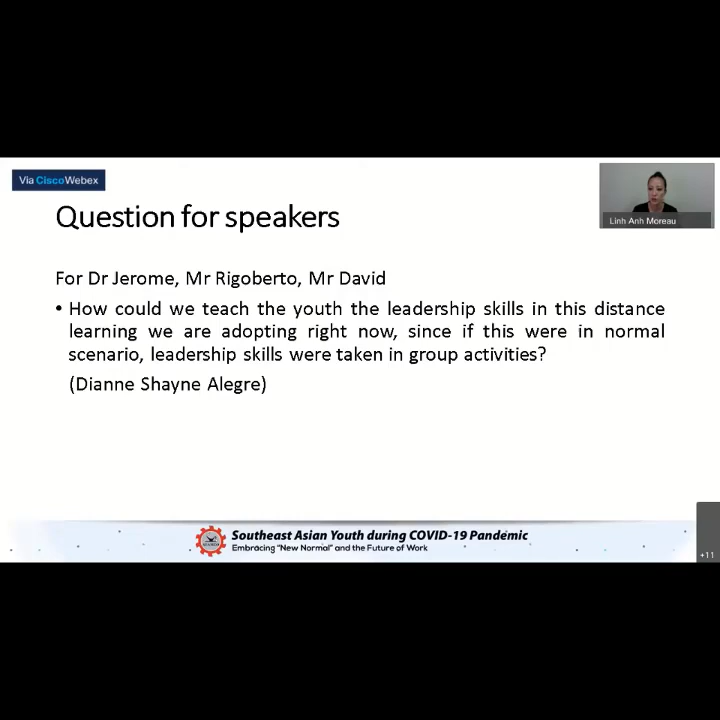 Via CiscoWebex
Linh Anh Moreau
Question for speakers
For Dr Jerome, Mr Rigoberto, Mr David
• How could we teach the youth the leadership skills in this distance
learning we are adopting right now, since if this were in normal
scenario, leadership skills were taken in group activities?
(Dianne Shayne Alegre)
Southeast Asian Youth during COVID-19 Pandemic
Embracing "New Normal" and the Future of Work
+11